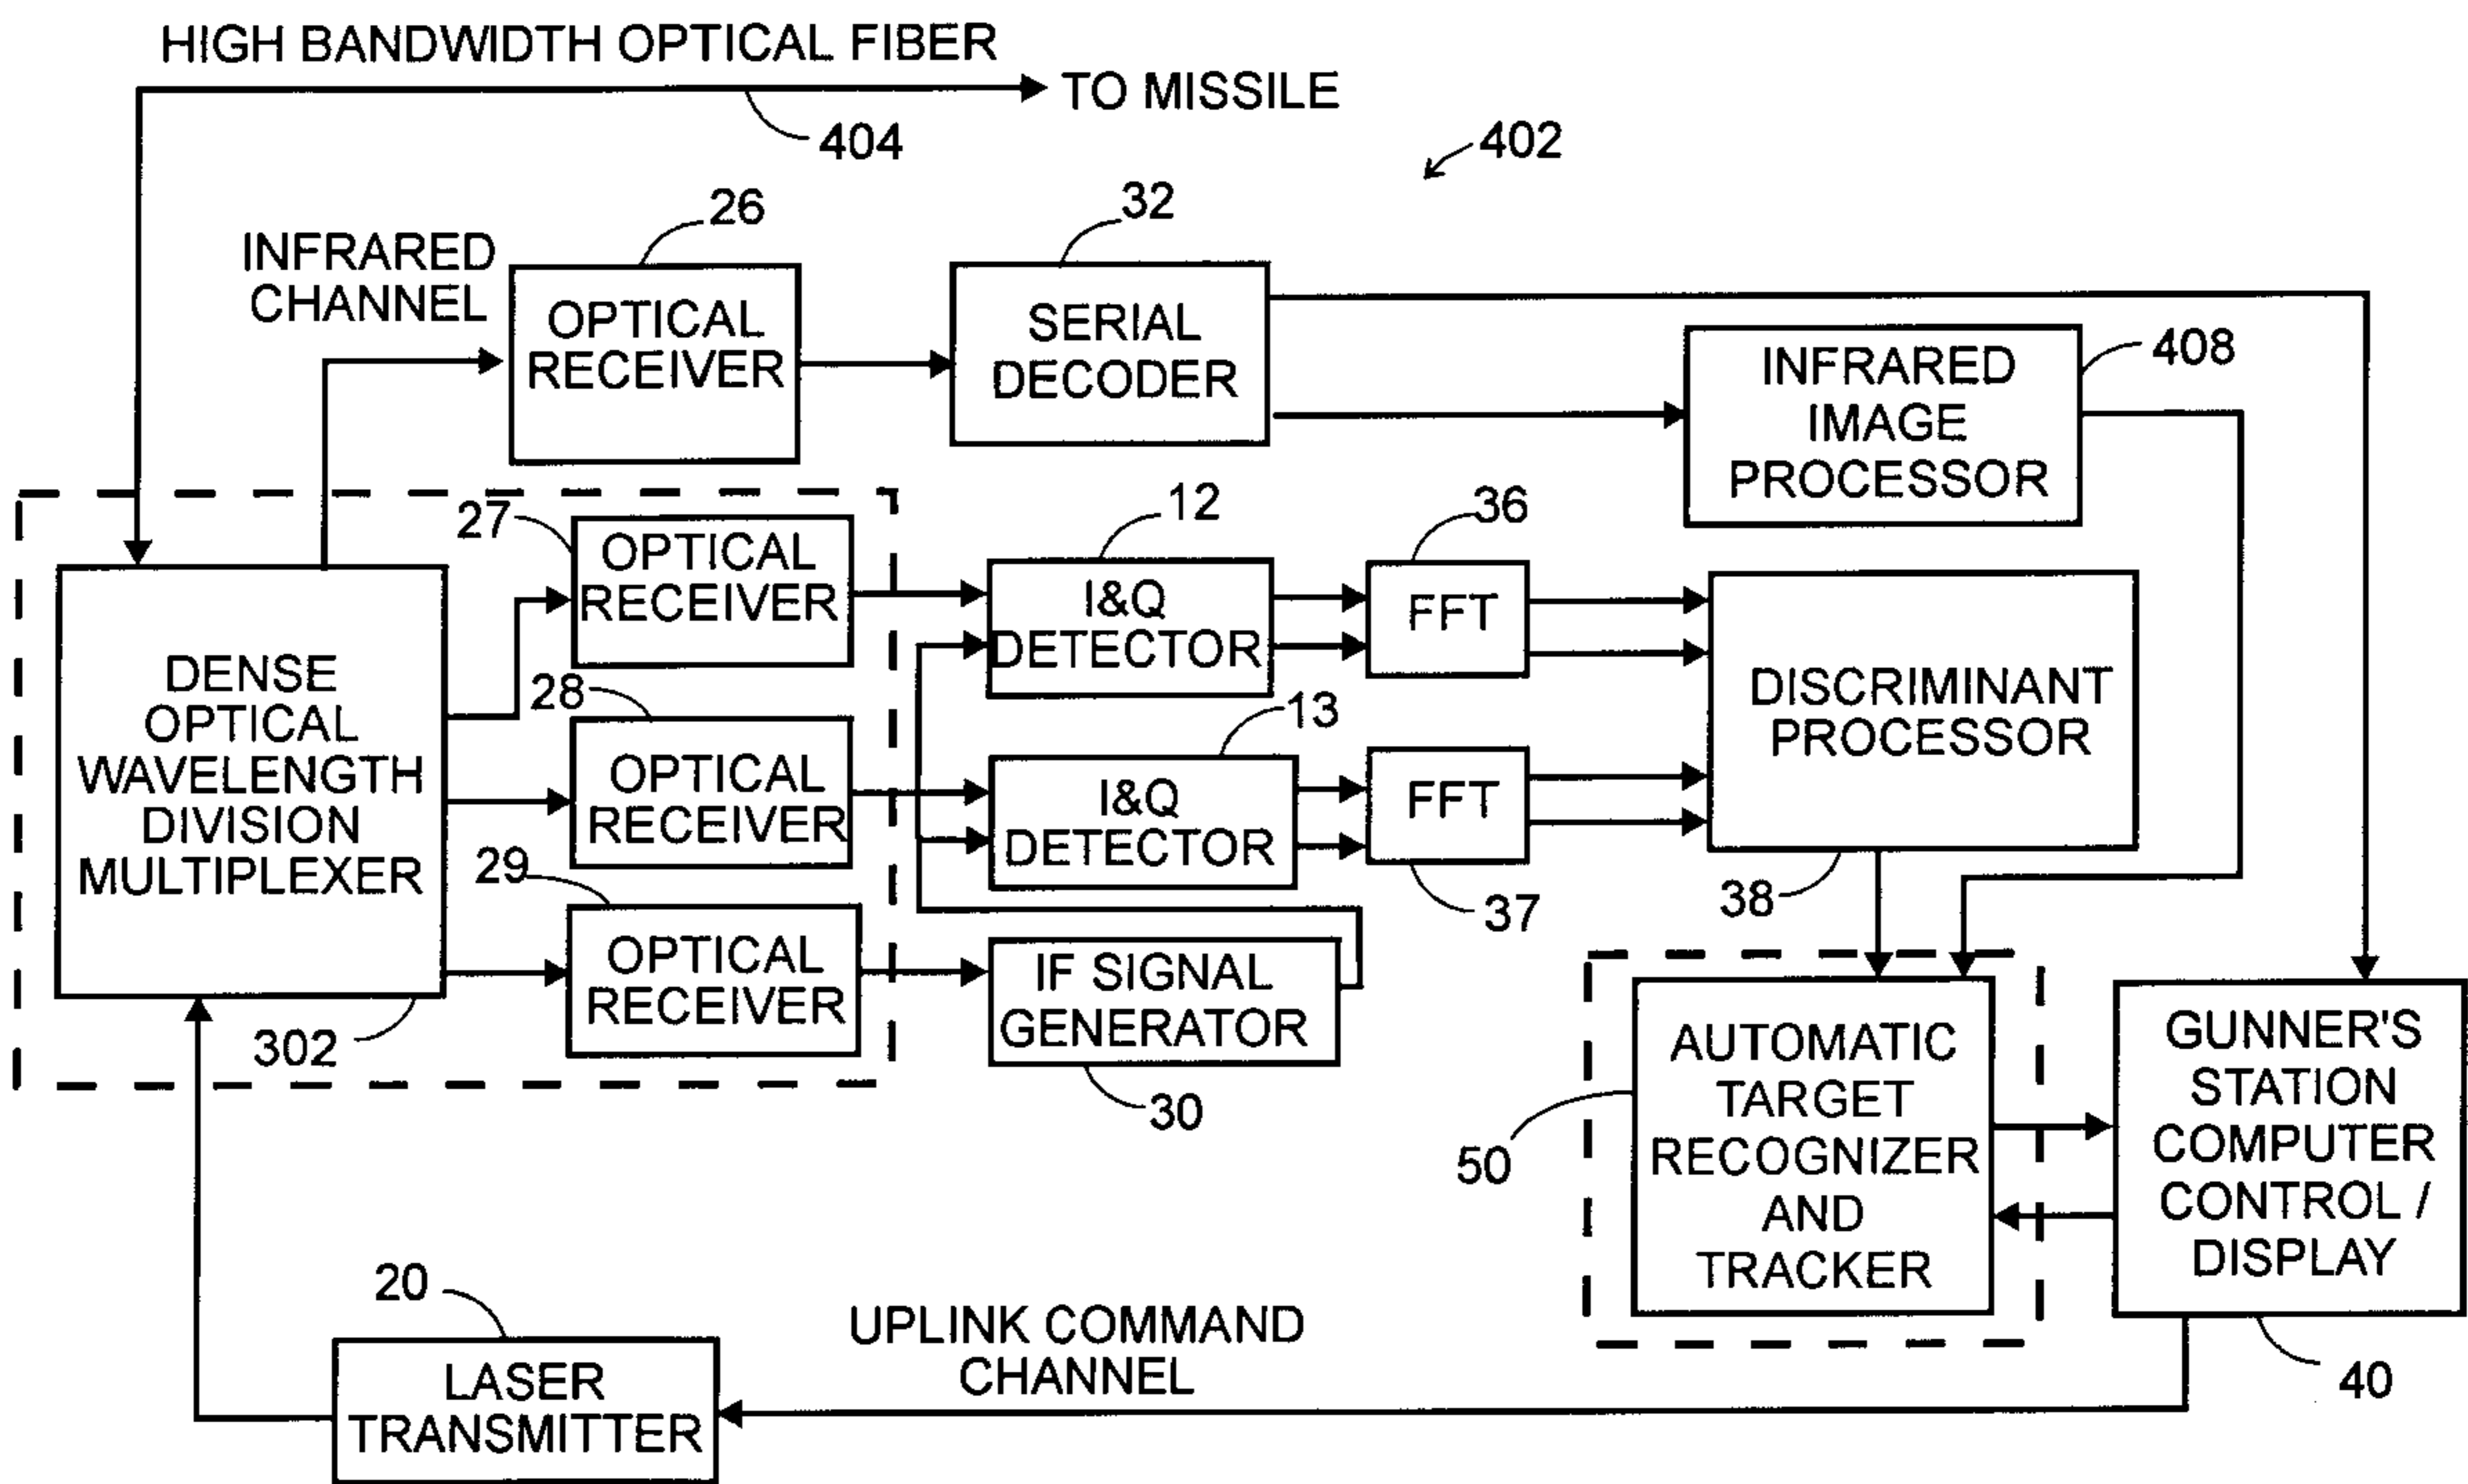 HIGH BANDWIDTH OPTICAL FIBER
TO MISSILE
404
402
INFRARED
CHANNEL
26
OPTICAL
RECEIVER
32
SERIAL
DECODER
INFRARED
IMAGE
PROCESSOR
408
27
OPTICAL
RECEIVER
12
I&Q
DETECTOR
36
FFT
DENSE
OPTICAL
WAVELENGTH
DIVISION
MULTIPLEXER
302
28
OPTICAL
RECEIVER
13
I&Q
DETECTOR
FFT
37
DISCRIMINANT
PROCESSOR
38
29
OPTICAL
RECEIVER
IF SIGNAL
GENERATOR
30
50
AUTOMATIC
TARGET
RECOGNIZER
AND
TRACKER
GUNNER'S
STATION
COMPUTER
CONTROL /
DISPLAY
40
20
LASER
TRANSMITTER
UPLINK COMMAND
CHANNEL